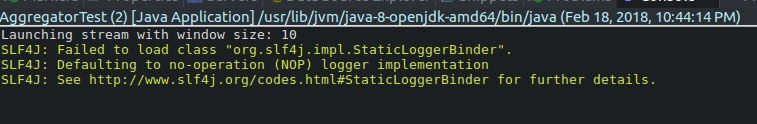 AggregatorTest (2) [Java Application] /usr/lib/jvm/java-8-openjdk-amd64/bin/java (Feb 18, 2018, 10:44:14 PM)
Launching stream with window size: 10
SLF4J: Failed to load class "org.slf4j.impl.StaticLoggerBinder".
SLF4J: Defaulting to no-operation (NOP) logger implementation
SLF4J: See http://www.slf4j.org/codes.html#StaticLoggerBinder for further details.